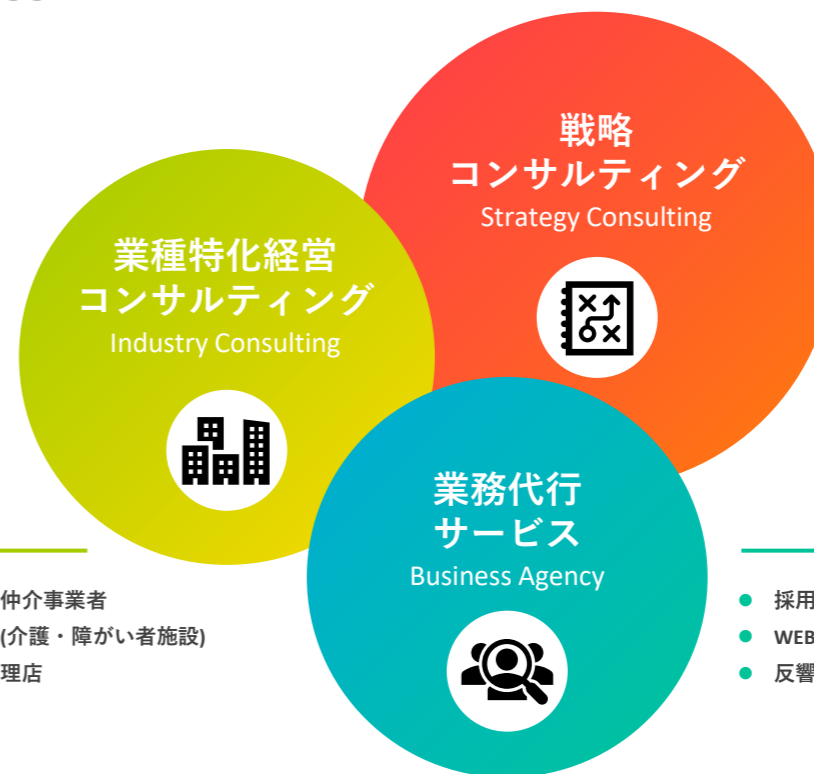 戦略
コンサルティング
Strategy Consulting
業種特化経営
コンサルティング
Industry Consulting
業務代行
サービス
Business Agency
仲介事業者
(介護・障がい者施設)
理店
採用
WEB
反響